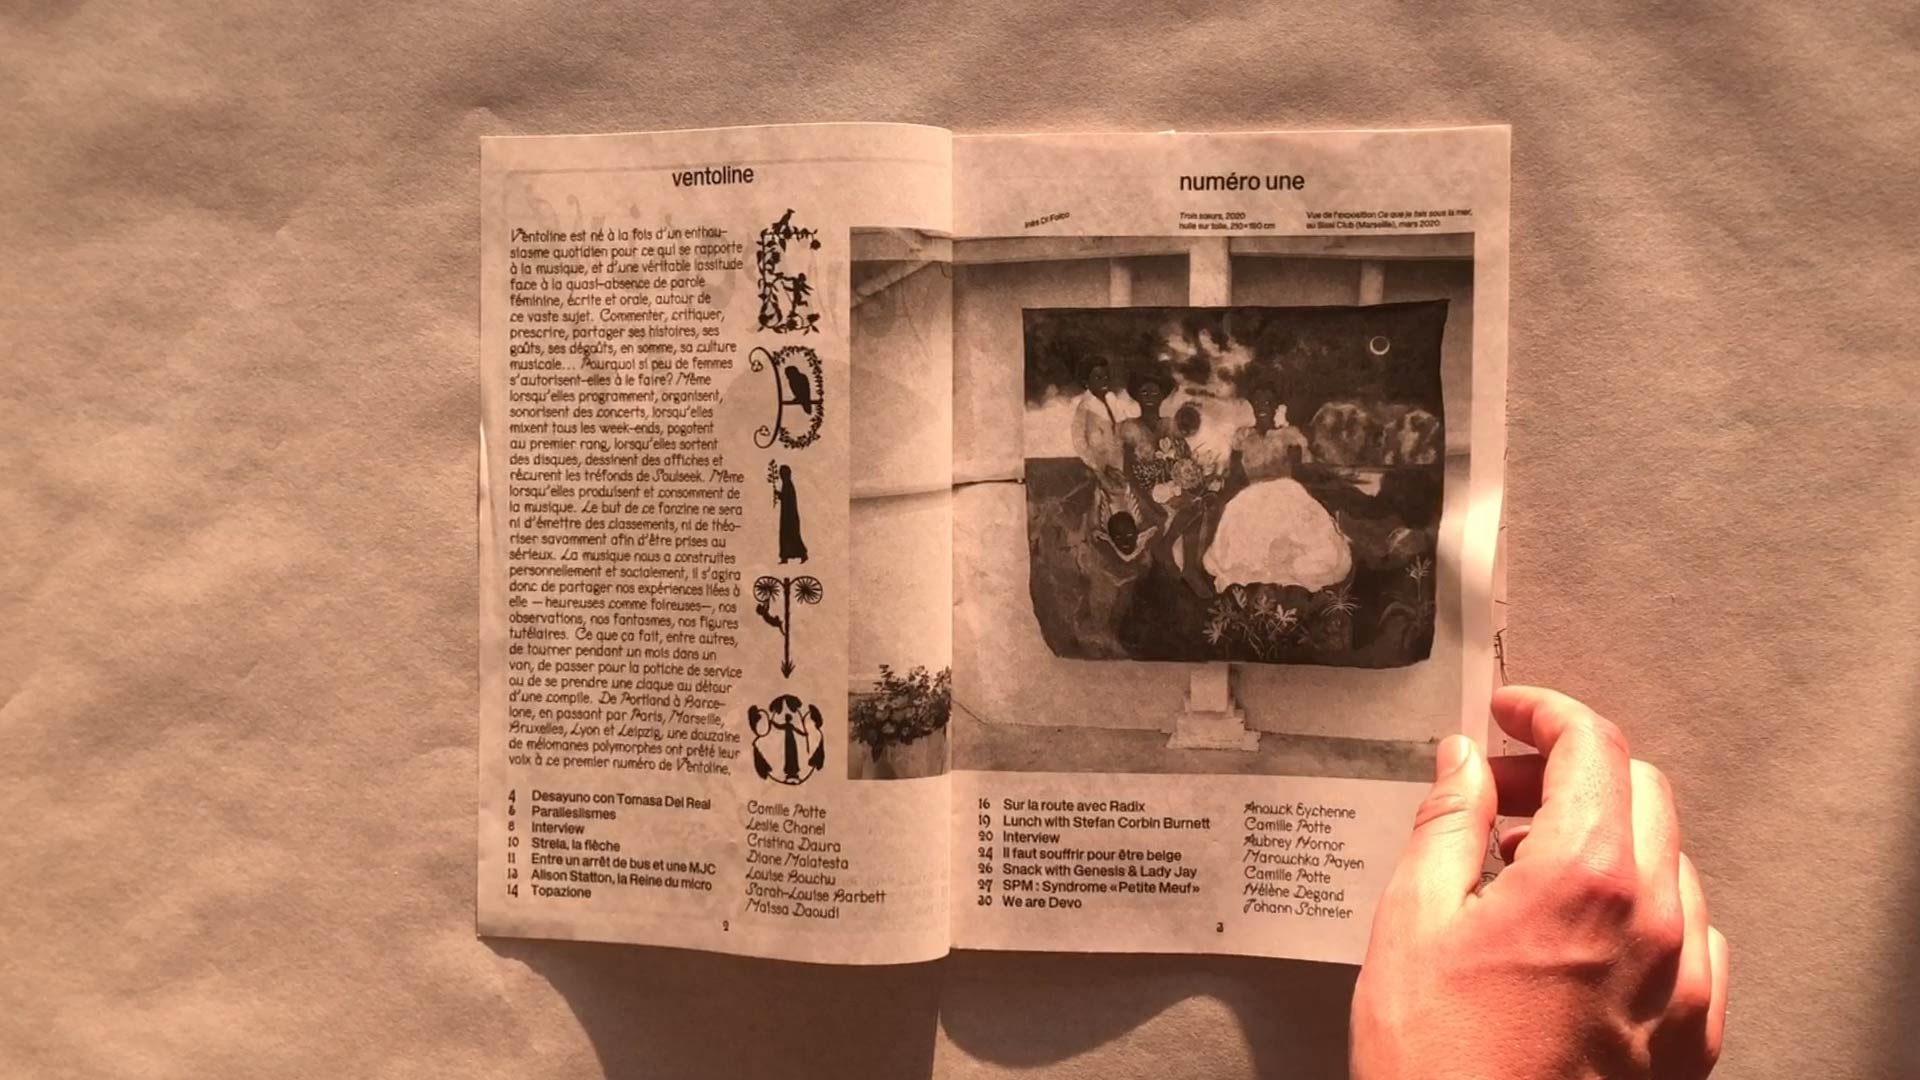 ventoline
Ventoline est né à la fois d'un enthou-
siasme quotidien pour ce qui se rapporte
à la musique, et d'une véritable lassitude
face à la quasi-absence de parole
féminine, écrite et orale, autour de
ce vaste sujet. Commenter, critiquer,
prescrire, partager ses histoires, ses
goûts, ses dégoûts, en somme, sa culture
musicale... Pourquoi si peu de femmes
s'autorisent-elles à le faire? Même
lorsqu'elles programment, organisent,
sonorisent des concerts, lorsqu'elles
mixent tous les week-ends, pogotent
au premier rang, lorsqu'elles sortent
des disques, dessinent des affiches et
récurent les tréfonds de Soulseek. Même
lorsqu'elles produisent et consomment de
la musique. Le but de ce fanzine ne sera
ni d'émettre des classements, ni de théo-
riser savamment afin d'être prises au
sérieux. La musique nous a construites
personnellement et socialement, il s'agira
donc de partager nos expériences liées à
elle — heureuses comme foireuses—, nos
observations, nos fantasmes, nos figures
tutélaires. Ce que ça fait, entre autres,
de tourner pendant un mois dans un
van, de passer pour la potiche de service
ou de se prendre une claque au détour
d'une compile. De Portland à Barce-
lone, en passant par Paris, Marseille,
Bruxelles, Lyon et Leipzig, une douzaine
de mélomanes polymorphes ont prêté leur
voix à ce premier numéro de Ventoline.
E
D
I
T
O
4 Desayuno con Tomasa Del Real Camille Potte
6 Paralleslismes Leslie Chanel
8 Interview Cristina Daura
10 Strela, la flèche Diane Malatesta
11 Entre un arrêt de bus et une MJC Louise Bouchu
13 Alison Statton, la Reine du micro Sarah-Louise Barbett
14 Topazione Maïssa Daoudi
2
numéro une
Inès Di Folco
Trois sœurs, 2020
huile sur toile, 210×190 cm
Vue de l'exposition Ce que je fais sous la mer,
au Sissi Club (Marseille), mars 2020
16 Sur la route avec Radix Anouck Eychenne
19 Lunch with Stefan Corbin Burnett Camille Potte
20 Interview Aubrey Hornor
24 Il faut souffrir pour être belge Marouchka Payen
26 Snack with Genesis & Lady Jay Camille Potte
27 SPM : Syndrome «Petite Meuf» Hélène Degand
30 We are Devo Johann Schreier
3